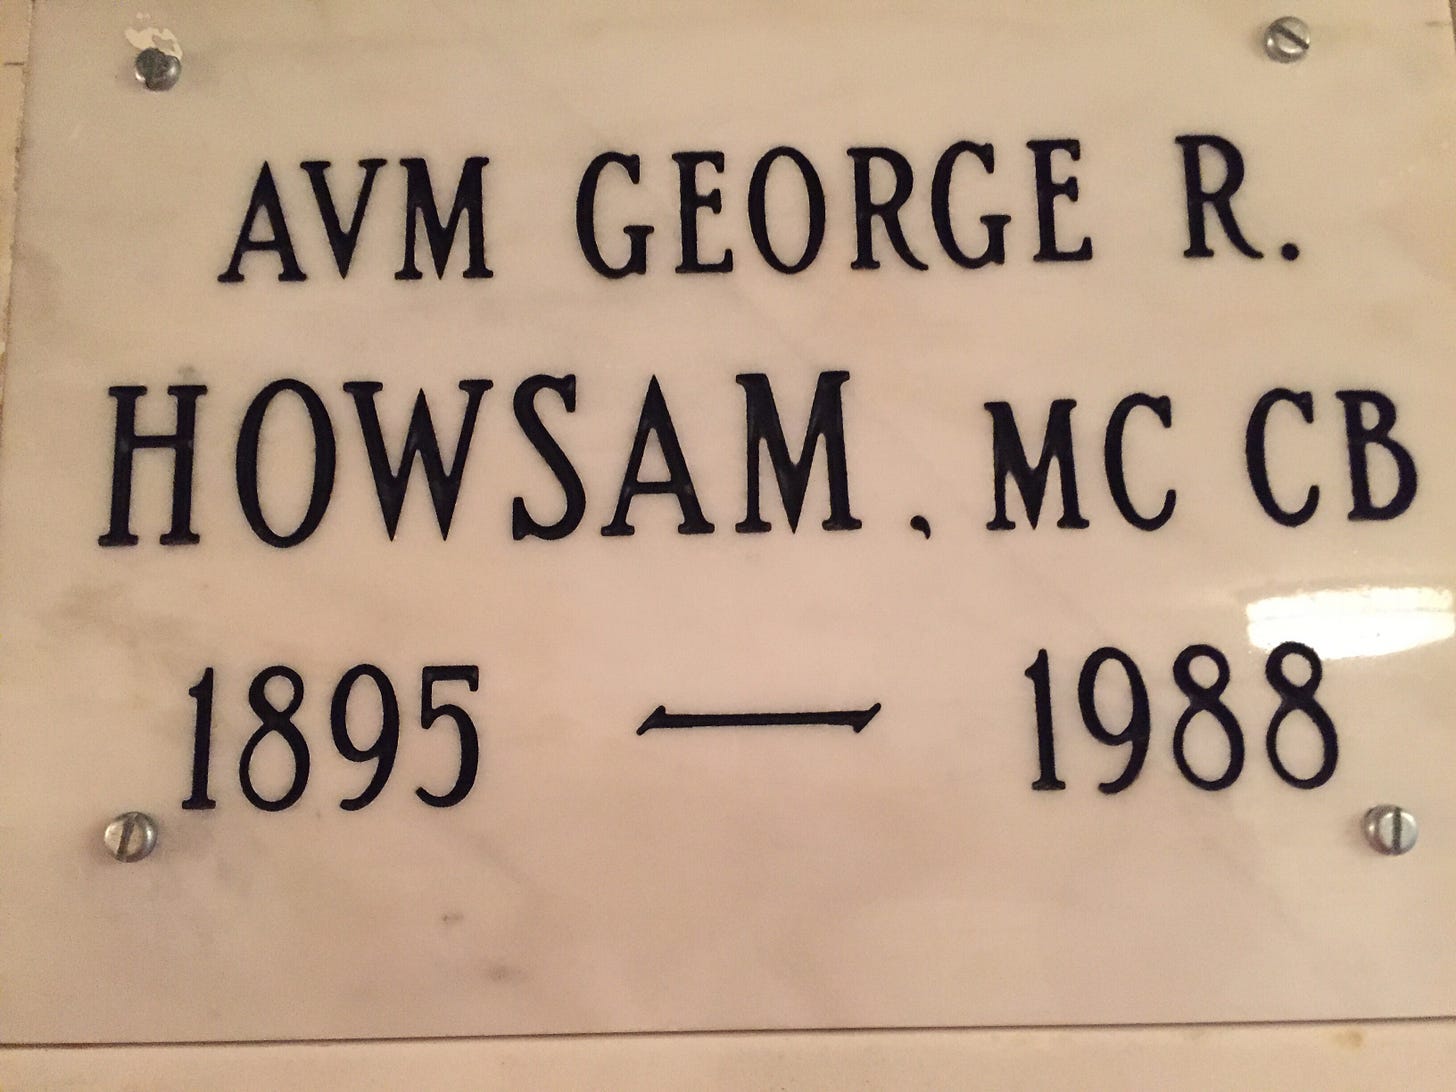 AVM GEORGE R.
HOWSAM, MC CB
1895 — 1988